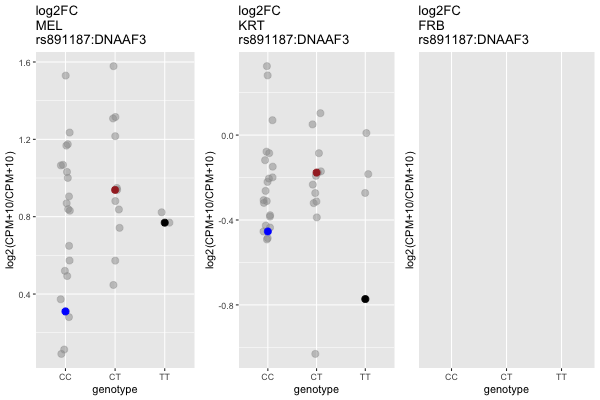 log2FC
MEL
rs891187:DNAAF3
log2(CPM+10/CPM+10)
1.6
1.2
0.8
0.4
CC CT TT
genotype
log2FC
KRT
rs891187:DNAAF3
log2(CPM+10/CPM+10)
0.0
-0.4
-0.8
CC CT TT
genotype
log2FC
FRB
rs891187:DNAAF3
log2(CPM+10/CPM+10)
CC CT TT
genotype